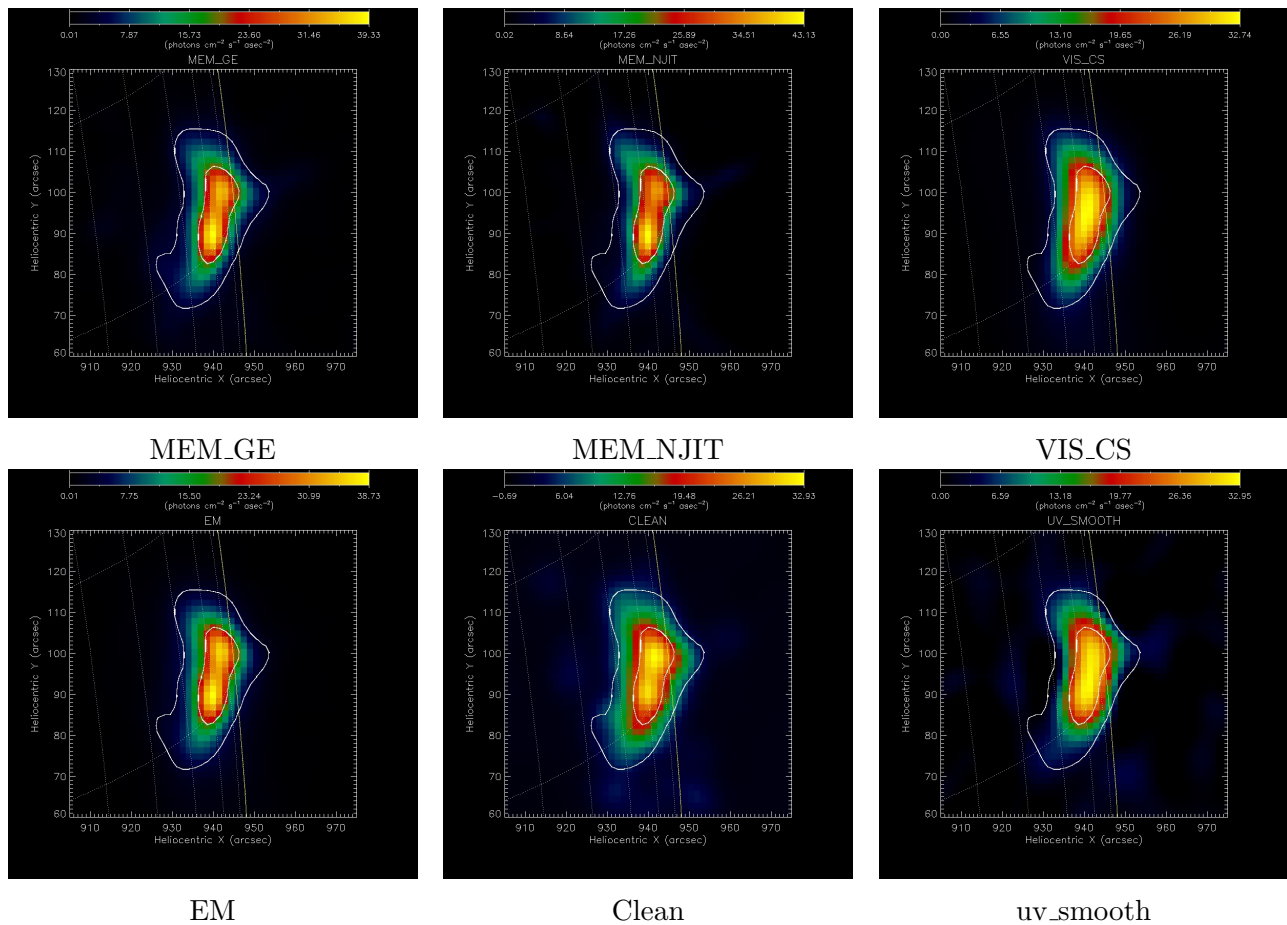 0.01 7.87 15.73 23.60 31.46 39.33
(photons cm⁻² s⁻¹ asec⁻²)
MEM_GE
130
120
110
100
90
80
70
60
Heliocentric Y (arcsec)
910 920 930 940 950 960 970
Heliocentric X (arcsec)
MEM_GE
0.02 8.64 17.26 25.89 34.51 43.13
(photons cm⁻² s⁻¹ asec⁻²)
MEM_NJIT
130
120
110
100
90
80
70
60
Heliocentric Y (arcsec)
910 920 930 940 950 960 970
Heliocentric X (arcsec)
MEM_NJIT
0.00 6.55 13.10 19.65 26.19 32.74
(photons cm⁻² s⁻¹ asec⁻²)
VIS_CS
130
120
110
100
90
80
70
60
Heliocentric Y (arcsec)
910 920 930 940 950 960 970
Heliocentric X (arcsec)
VIS_CS
0.01 7.75 15.50 23.24 30.99 38.73
(photons cm⁻² s⁻¹ asec⁻²)
EM
130
120
110
100
90
80
70
60
Heliocentric Y (arcsec)
910 920 930 940 950 960 970
Heliocentric X (arcsec)
EM
−0.69 6.04 12.76 19.48 26.21 32.93
(photons cm⁻² s⁻¹ asec⁻²)
CLEAN
130
120
110
100
90
80
70
60
Heliocentric Y (arcsec)
910 920 930 940 950 960 970
Heliocentric X (arcsec)
Clean
0.00 6.59 13.18 19.77 26.36 32.95
(photons cm⁻² s⁻¹ asec⁻²)
UV_SMOOTH
130
120
110
100
90
80
70
60
Heliocentric Y (arcsec)
910 920 930 940 950 960 970
Heliocentric X (arcsec)
uv_smooth